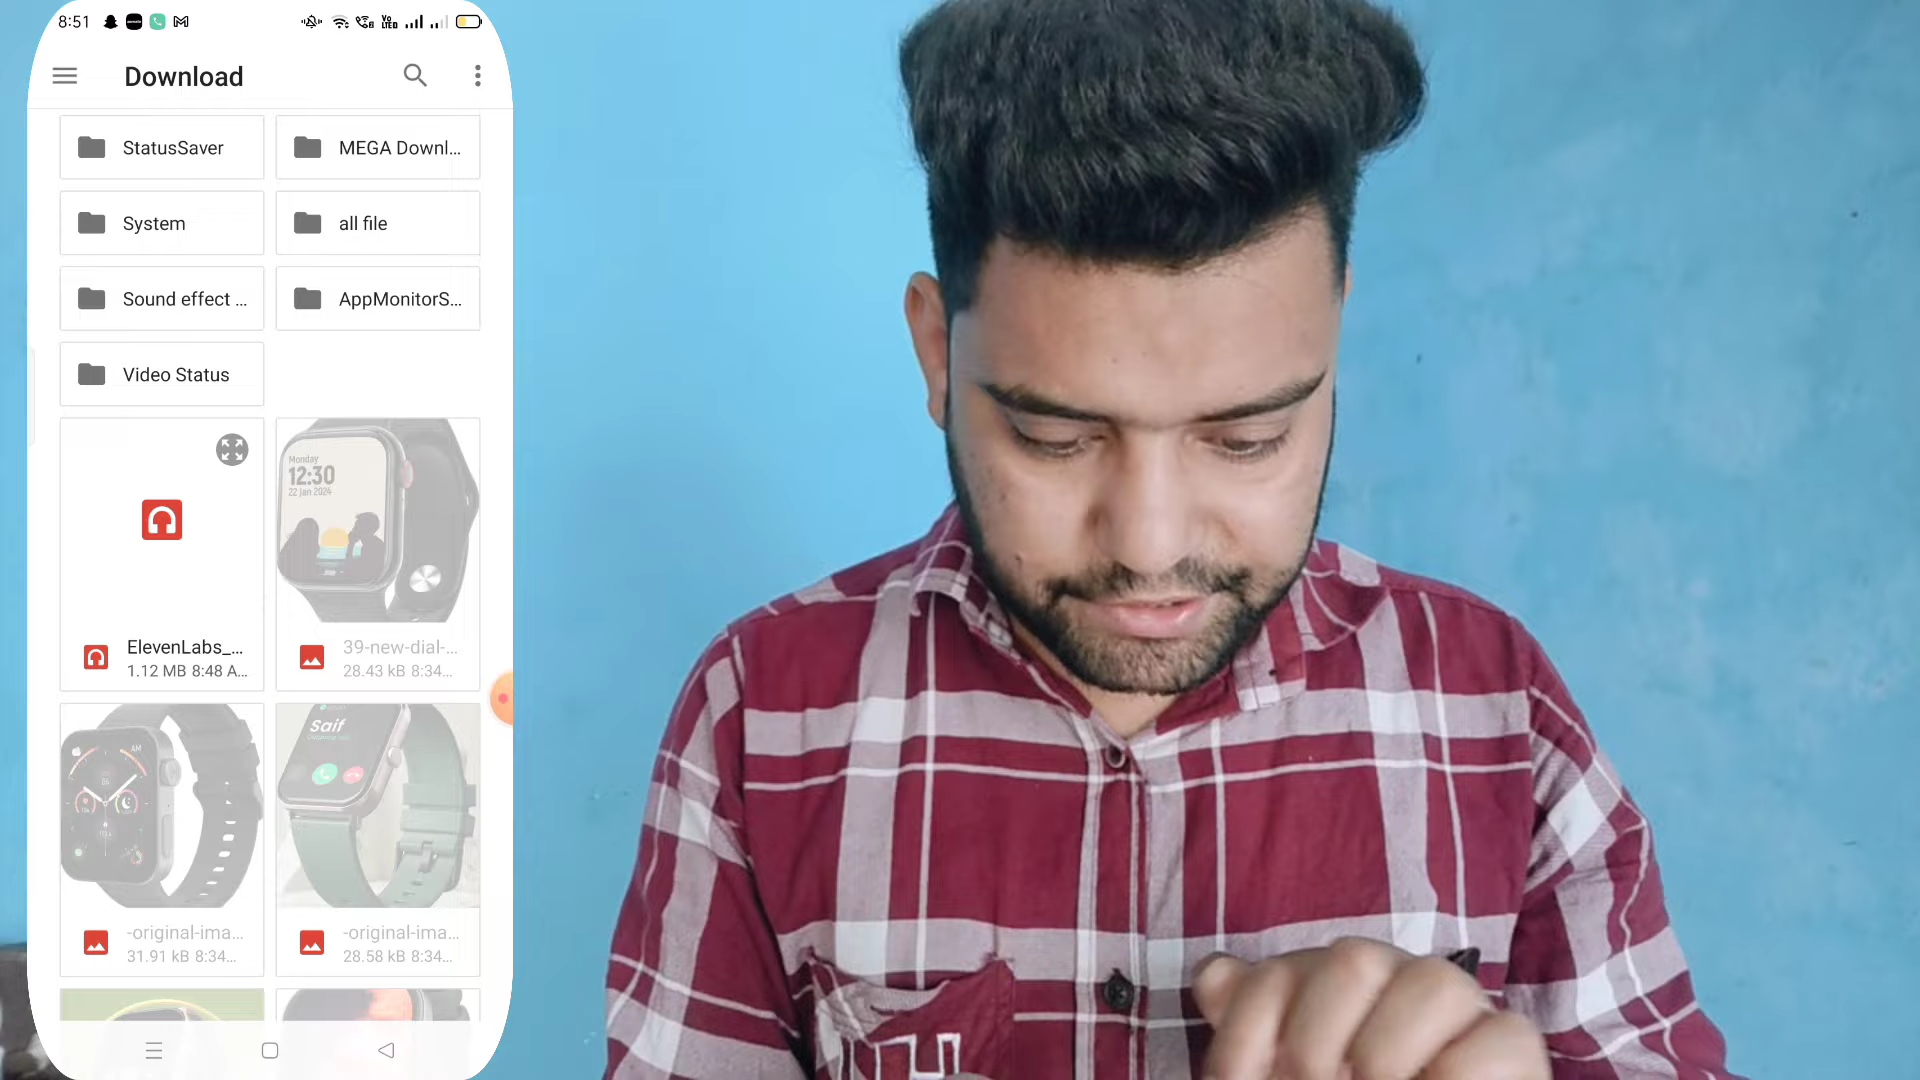 8:51
Download
StatusSaver
MEGA Downl...
System
all file
Sound effect ...
AppMonitorS...
Video Status
Monday
12:30
22 Jan 2024
ElevenLabs_...
1.12 MB 8:48 A...
39-new-dial-...
28.43 kB 8:34...
AM
Saif
-original-ima...
31.91 kB 8:34...
-original-ima...
28.58 kB 8:34...
H